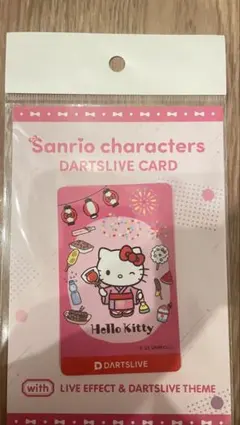 Sanrio characters
DARTSLIVE CARD
Hello Kitty
DARTSLIVE
with LIVE EFFECT & DARTSLIVE THEME